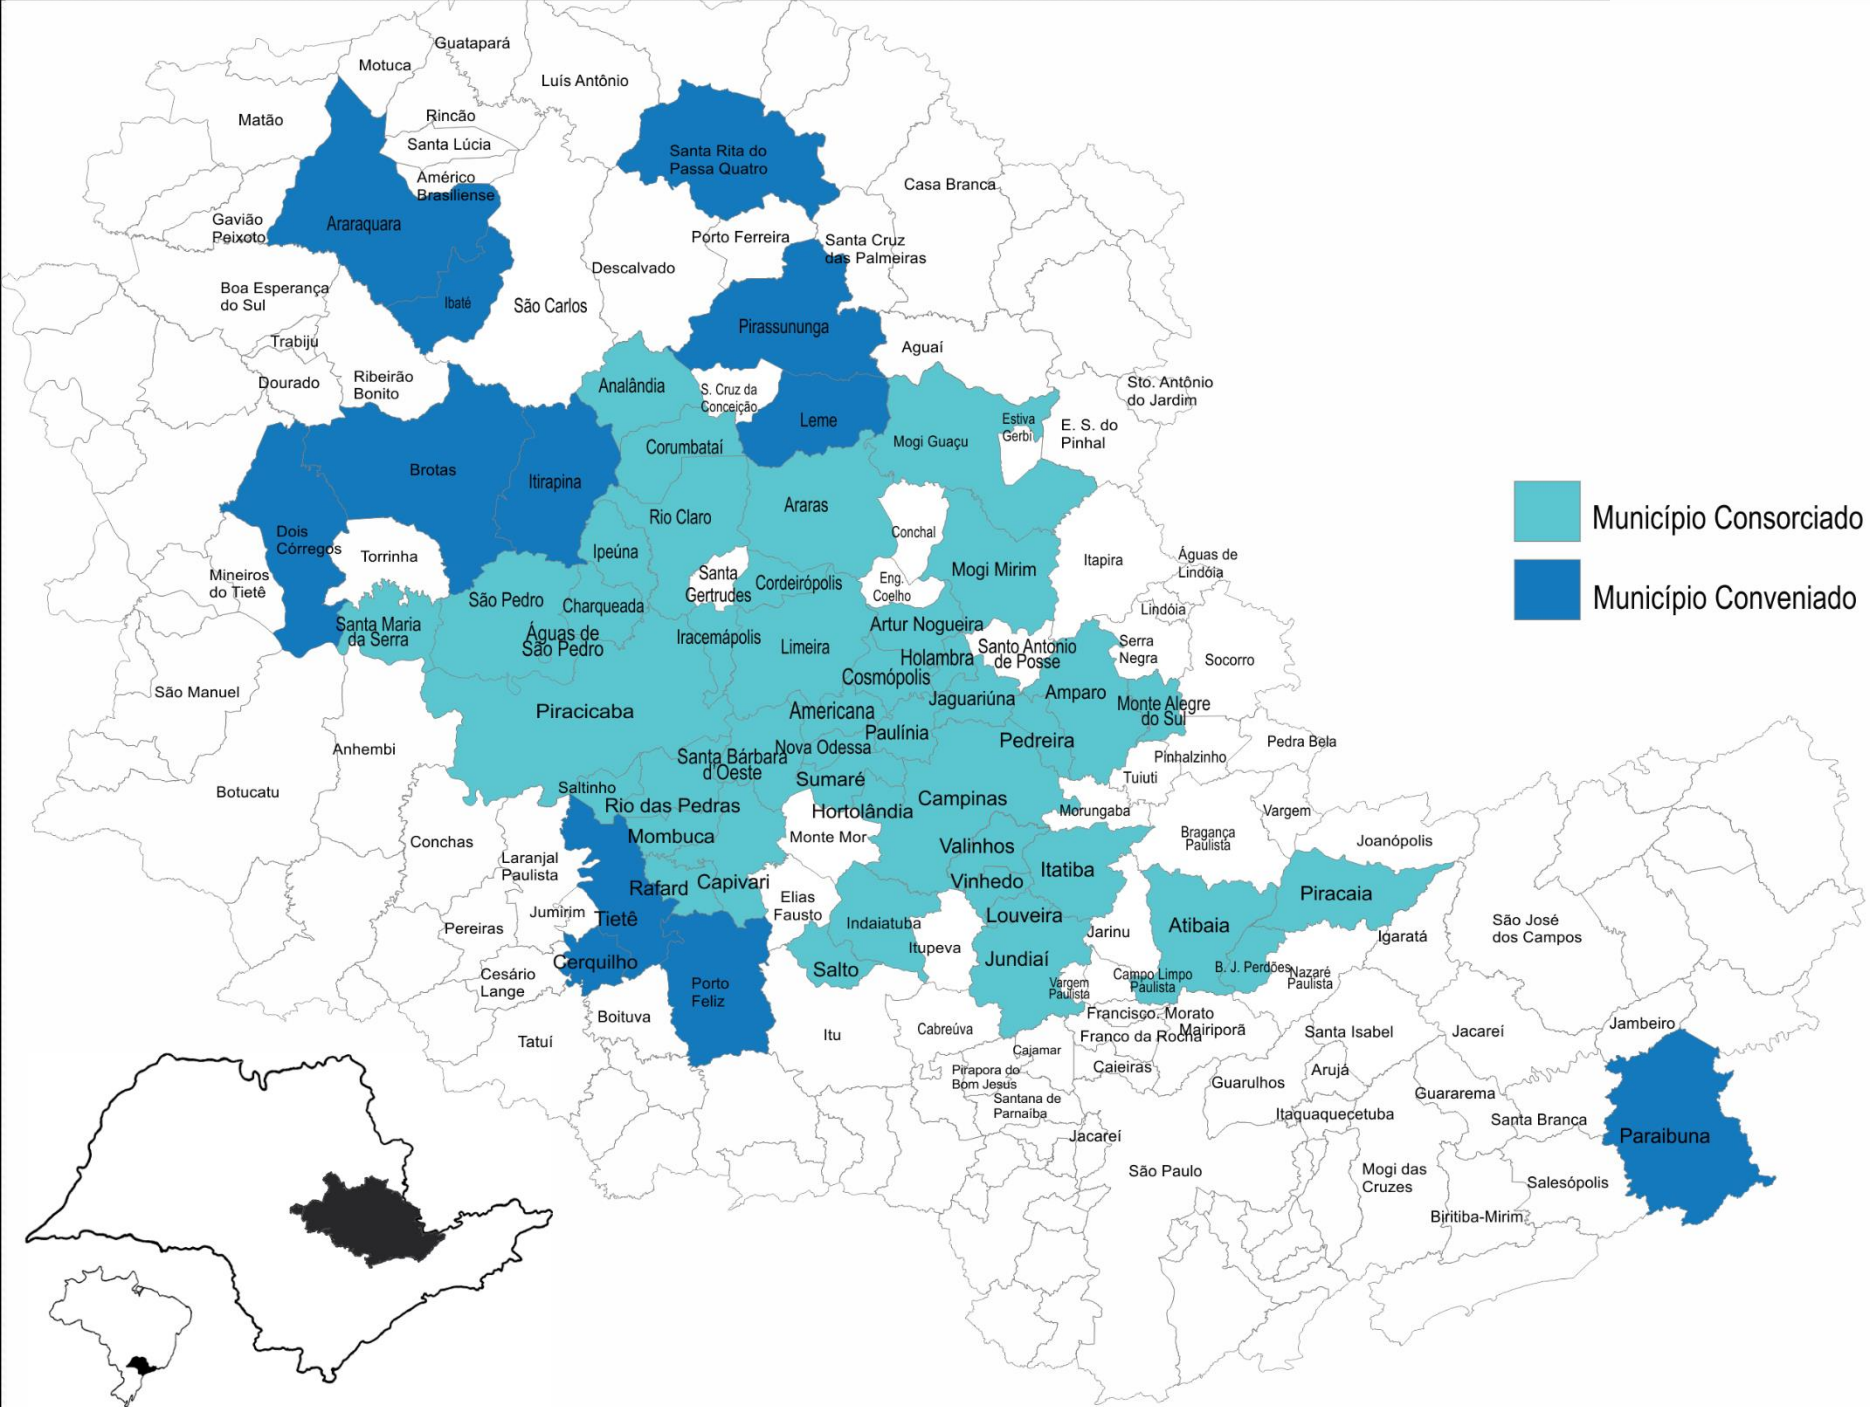 Guatapará
Motuca
Luís Antônio
Matão
Rincão
Santa Lúcia
Américo
Brasiliense
Santa Rita do
Passa Quatro
Casa Branca
Gavião
Peixoto
Araraquara
Porto Ferreira
Santa Cruz
das Palmeiras
Descalvado
Boa Esperança
do Sul
Ibaté
São Carlos
Pirassununga
Trabiju
Aguaí
Dourado
Ribeirão
Bonito
Analândia
S. Cruz da
Conceição
Sto. Antônio
do Jardim
Leme
Estiva
Gerbi
E. S. do
Pinhal
Mogi Guaçu
Corumbataí
Brotas
Itirapina
Araras
Rio Claro
Município Consorciado
Dois
Córregos
Torrinha
Ipeúna
Conchal
Itapira
Águas de
Lindóia
Mineiros
do Tietê
Santa
Gertrudes
Cordeirópolis
Eng.
Coelho
Mogi Mirim
Município Conveniado
São Pedro
Charqueada
Lindóia
Santa Maria
da Serra
Águas de
São Pedro
Iracemápolis
Limeira
Artur Nogueira
Holambra
Santo Antonio
de Posse
Serra
Negra
Socorro
Cosmópolis
São Manuel
Jaguariúna
Amparo
Monte Alegre
do Sul
Piracicaba
Americana
Paulínia
Pedreira
Anhembi
Nova Odessa
Santa Bárbara
d'Oeste
Pinhalzinho
Pedra Bela
Botucatu
Saltinho
Sumaré
Tuiuti
Rio das Pedras
Hortolândia
Campinas
Morungaba
Vargem
Mombuca
Monte Mor
Bragança
Paulista
Joanópolis
Conchas
Laranjal
Paulista
Valinhos
Itatiba
Rafard
Capivari
Vinhedo
Piracaia
Elias
Fausto
Jumirim
Tietê
Indaiatuba
Louveira
Atibaia
São José
dos Campos
Pereiras
Itupeva
Jarinu
Igaratá
Cerquilho
Salto
Jundiaí
Cesário
Lange
Porto
Feliz
Vargem
Paulista
Campo Limpo
Paulista
B. J. Perdões
Nazaré
Paulista
Boituva
Itu
Cabreúva
Francisco. Morato
Franco da Rocha
Mairiporã
Santa Isabel
Jacareí
Jambeiro
Tatuí
Cajamar
Pirapora do
Bom Jesus
Caieiras
Guarulhos
Arujá
Guararema
Santana de
Parnaíba
Itaquaquecetuba
Santa Branca
Jacareí
Paraibuna
São Paulo
Mogi das
Cruzes
Salesópolis
Biritiba-Mirim